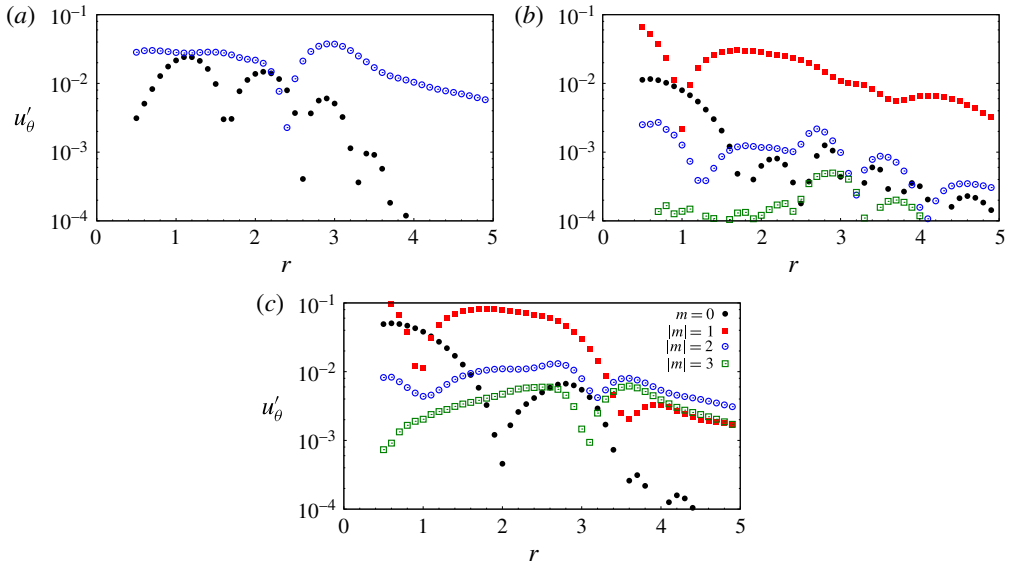 (a)
(b)
10⁻¹
10⁻²
10⁻³
10⁻⁴
u′θ
0 1 2 3 4 5
r
10⁻¹
10⁻²
10⁻³
10⁻⁴
0 1 2 3 4 5
r
(c)
10⁻¹
10⁻²
10⁻³
10⁻⁴
u′θ
m = 0
|m| = 1
|m| = 2
|m| = 3
0 1 2 3 4 5
r